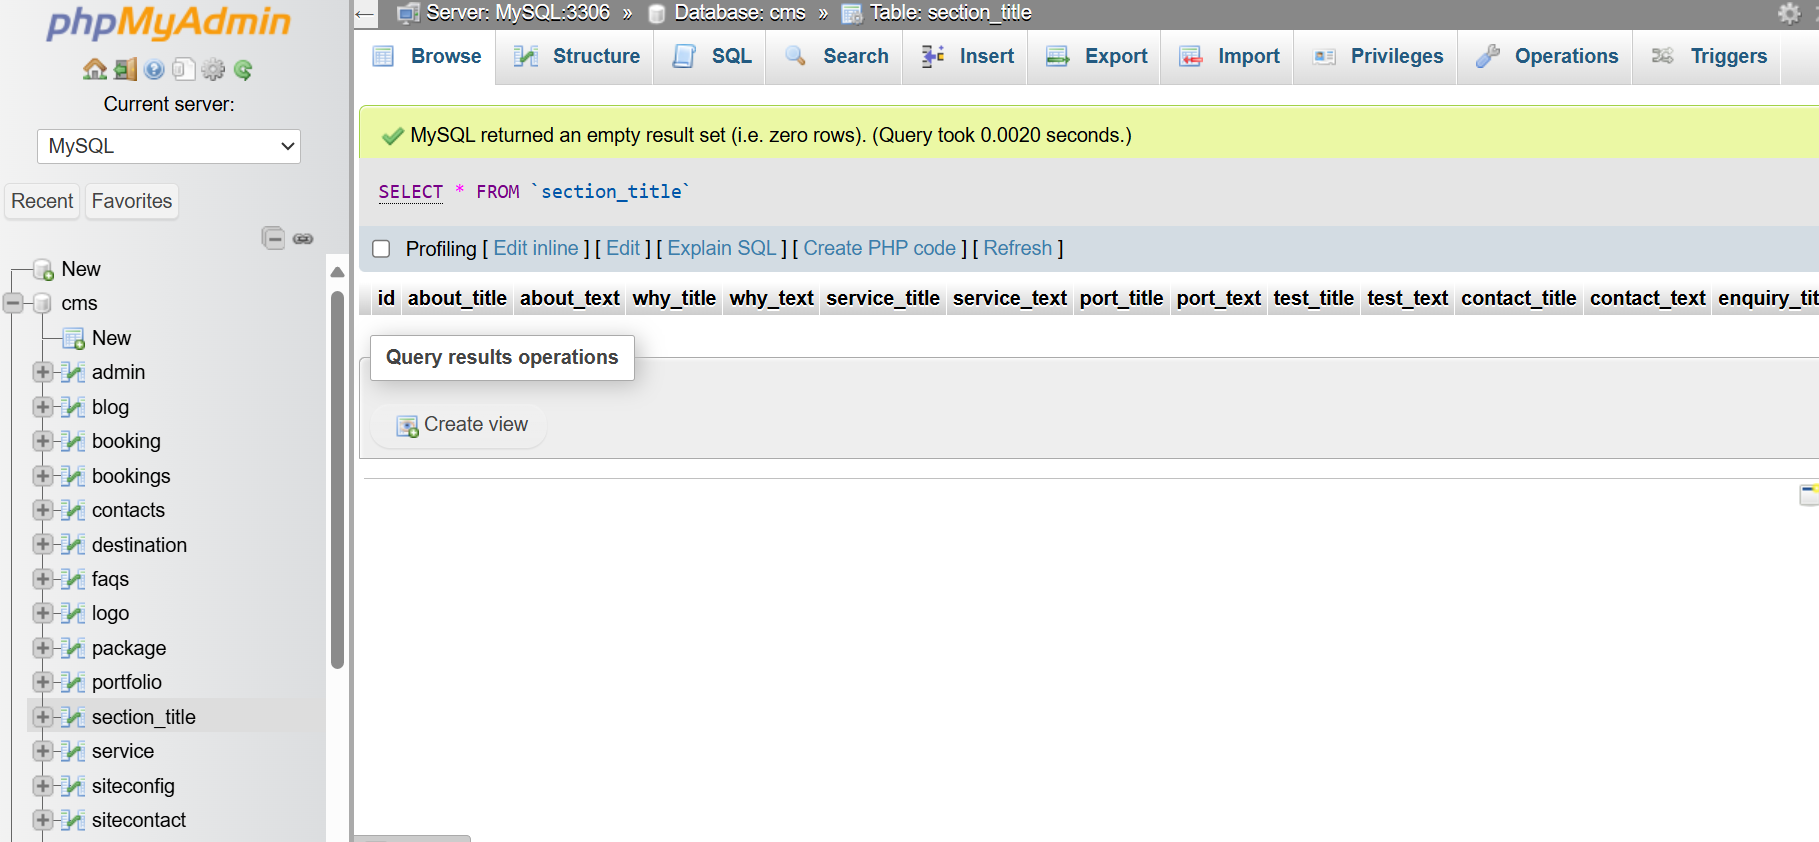 phpMyAdmin
Current server:
MySQL
Recent Favorites
New
cms
New
admin
blog
booking
bookings
contacts
destination
faqs
logo
package
portfolio
section_title
service
siteconfig
sitecontact
Server: MySQL:3306 » Database: cms » Table: section_title
Browse Structure SQL Search Insert Export Import Privileges Operations Triggers
MySQL returned an empty result set (i.e. zero rows). (Query took 0.0020 seconds.)
SELECT * FROM `section_title`
Profiling [ Edit inline ] [ Edit ] [ Explain SQL ] [ Create PHP code ] [ Refresh ]
id about_title about_text why_title why_text service_title service_text port_title port_text test_title test_text contact_title contact_text enquiry_tit
Query results operations
Create view